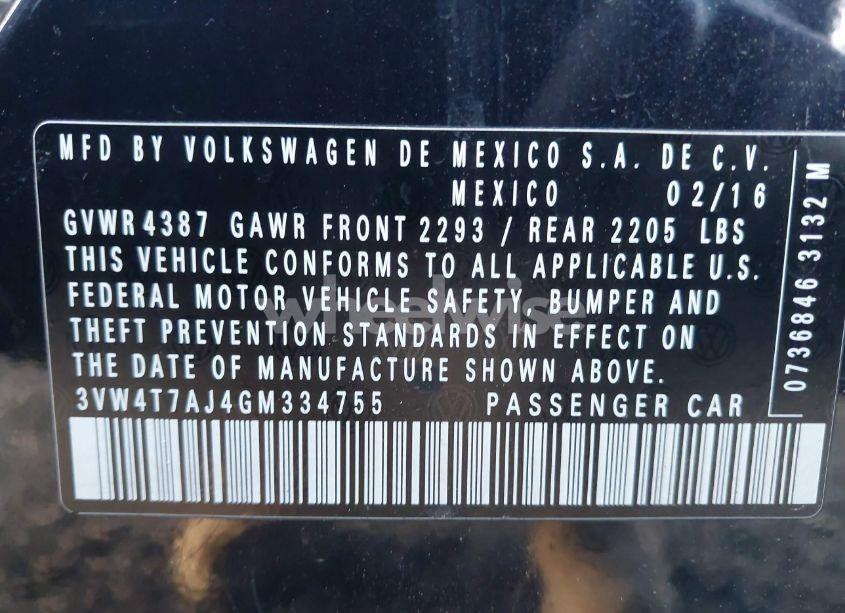 MFD BY VOLKSWAGEN DE MEXICO S.A. DE C.V.
MEXICO 02/16
GVWR 4387 GAWR FRONT 2293 / REAR 2205 LBS
THIS VEHICLE CONFORMS TO ALL APPLICABLE U.S.
FEDERAL MOTOR VEHICLE SAFETY, BUMPER AND
THEFT PREVENTION STANDARDS IN EFFECT ON
THE DATE OF MANUFACTURE SHOWN ABOVE.
3VW4T7AJ4GM334755 PASSENGER CAR
0736846 3132 M
wheelwise